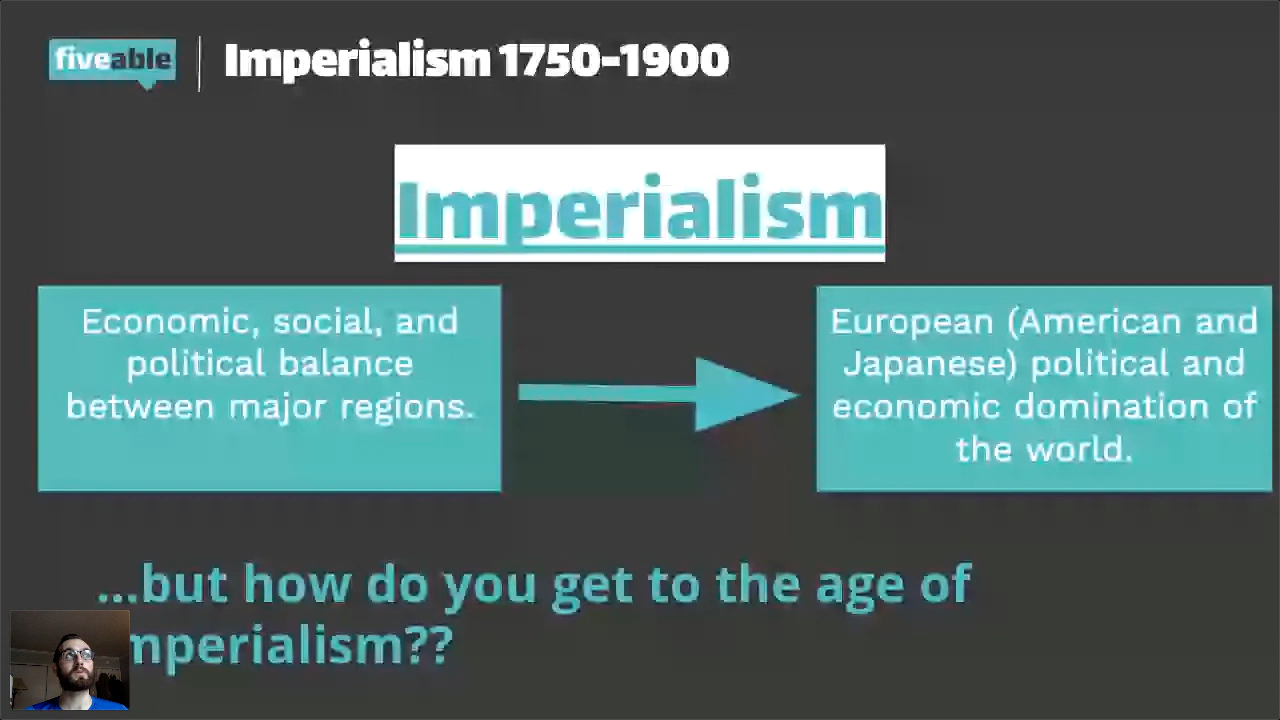 fiveable
Imperialism 1750-1900
Imperialism
Economic, social, and
political balance
between major regions.
European (American and
Japanese) political and
economic domination of
the world.
...but how do you get to the age of
mperialism??